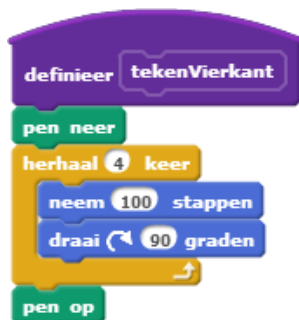 definieer tekenVierkant
pen neer
herhaal 4 keer
neem 100 stappen
draai 90 graden
pen op